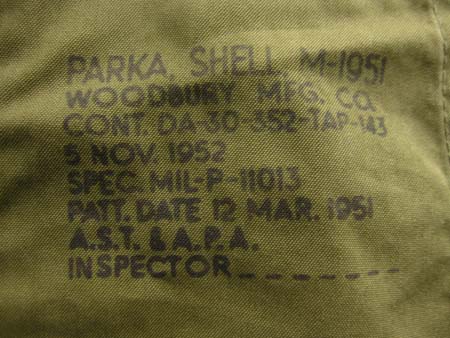 PARKA, SHELL, M-1951
WOODBURY MFG. CO.
CONT. DA-30-352-TAP-143
5 NOV. 1952
SPEC. MIL-P-11013
PATT. DATE 12 MAR. 1951
A.S.T. & A.P.A.
INSPECTOR_______